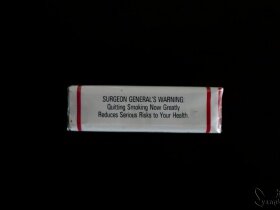 SURGEON GENERAL'S WARNING:
Quitting Smoking Now Greatly
Reduces Serious Risks to Your Health.